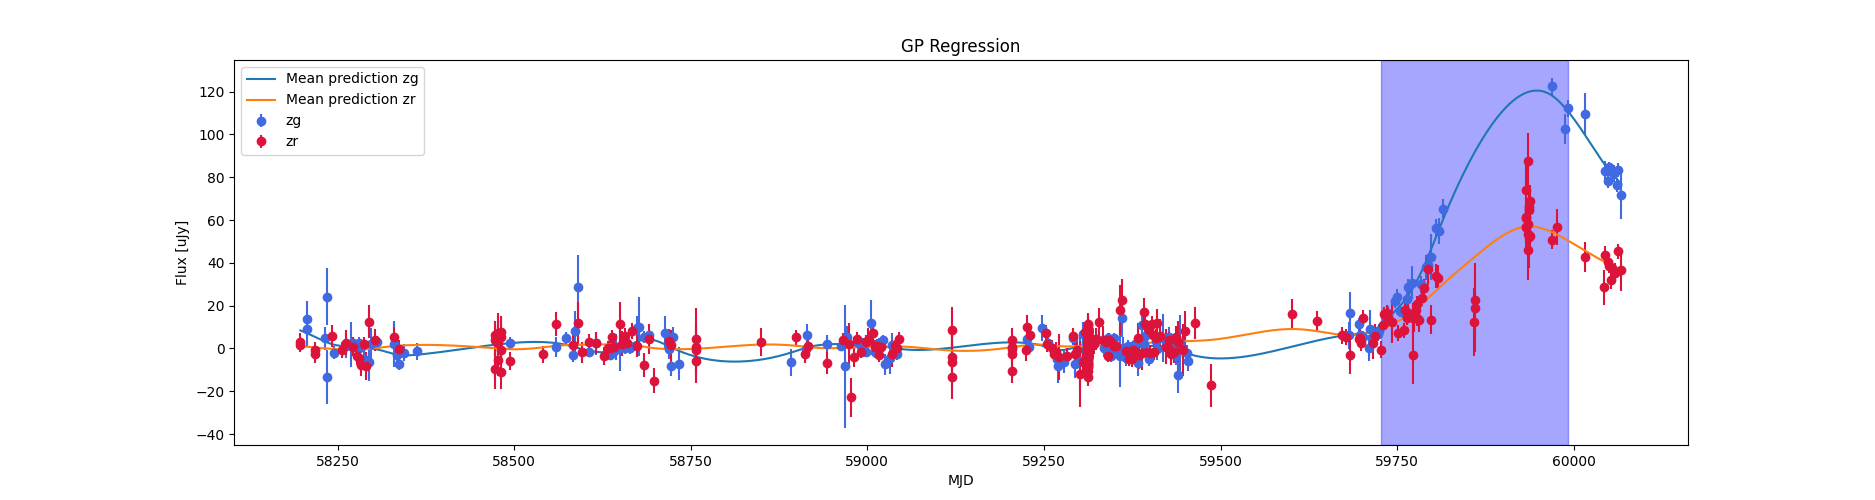 GP Regression
Mean prediction zg
Mean prediction zr
zg
zr
Flux [uJy]
120
100
80
60
40
20
0
−20
−40
58250 58500 58750 59000 59250 59500 59750 60000
MJD